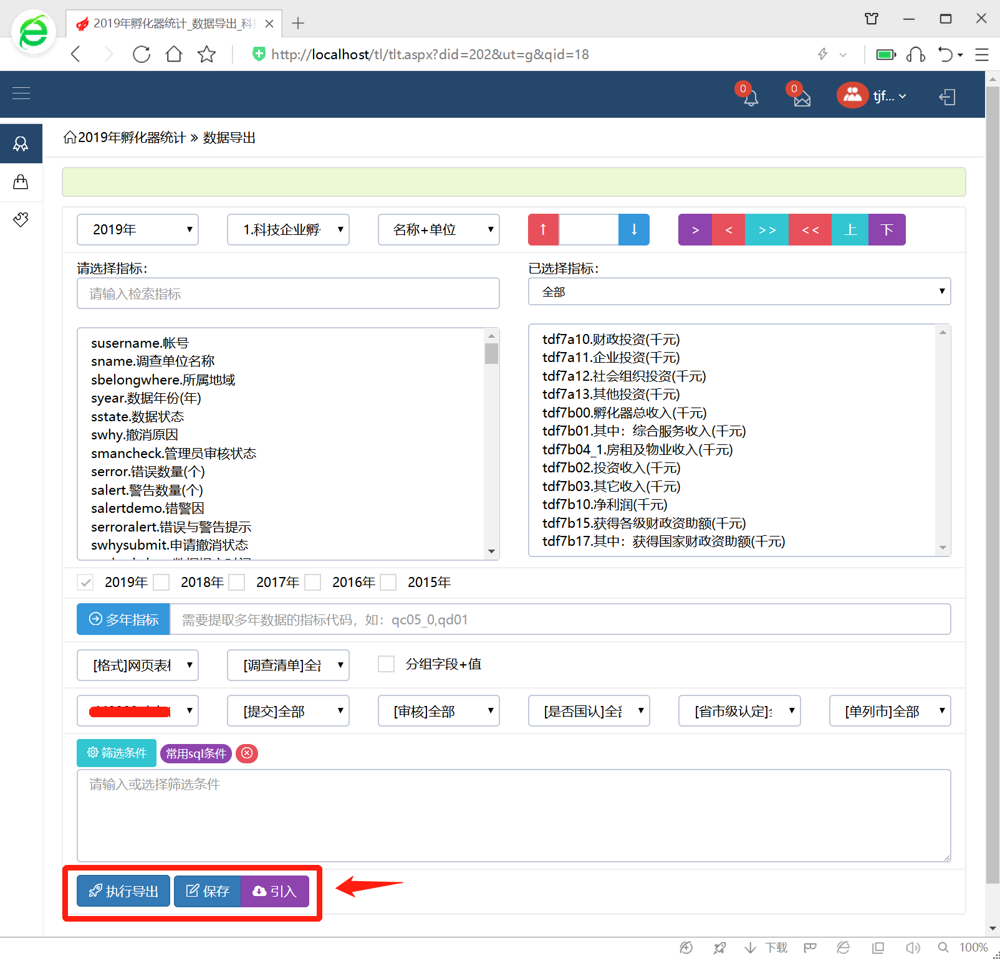 2019年孵化器统计_数据导出_科技
http://localhost/tl/tlt.aspx?did=202&ut=g&qid=18
0
0
tjf...
2019年孵化器统计 » 数据导出
2019年
1.科技企业孵
名称+单位
↑
↓
>
<
>>
<<
上
下
请选择指标:
已选择指标:
请输入检索指标
全部
susername.帐号
sname.调查单位名称
sbelongwhere.所属地域
syear.数据年份(年)
sstate.数据状态
swhy.撤消原因
smancheck.管理员审核状态
serror.错误数量(个)
salert.警告数量(个)
salertdemo.错警因
serroralert.错误与警告提示
swhysubmit.申请撤消状态
tdf7a10.财政投资(千元)
tdf7a11.企业投资(千元)
tdf7a12.社会组织投资(千元)
tdf7a13.其他投资(千元)
tdf7b00.孵化器总收入(千元)
tdf7b01.其中：综合服务收入(千元)
tdf7b04_1.房租及物业收入(千元)
tdf7b02.投资收入(千元)
tdf7b03.其它收入(千元)
tdf7b10.净利润(千元)
tdf7b15.获得各级财政资助额(千元)
tdf7b17.其中：获得国家财政资助额(千元)
2019年 2018年 2017年 2016年 2015年
多年指标
需要提取多年数据的指标代码，如：qc05_0,qd01
[格式]网页表
[调查清单]全
分组字段+值
[提交]全部
[审核]全部
[是否国认]全
[省市级认定]
[单列市]全部
筛选条件
常用sql条件
请输入或选择筛选条件
执行导出
保存
引入
下载
100%